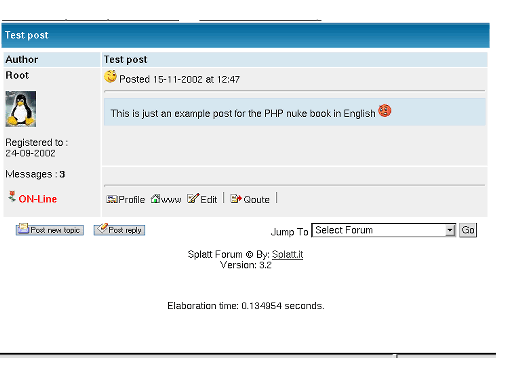 Test post
Author Test post
Root Posted 15-11-2002 at 12:47
This is just an example post for the PHP nuke book in English
Registered to :
24-09-2002
Messages : 3
ON-Line Profile www Edit | Qoute |
Post new topic Post reply Jump To Select Forum Go
Splatt Forum © By: Splatt.it
Version: 3.2
Elaboration time: 0.134954 seconds.